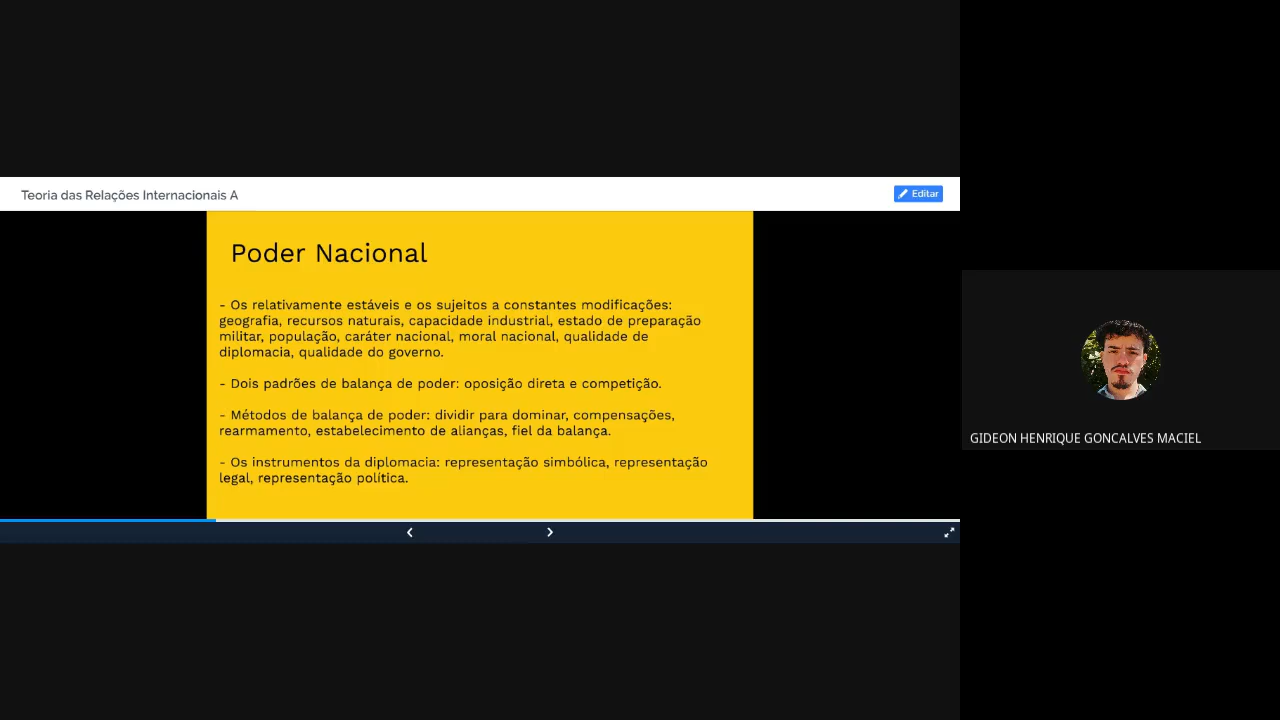 Teoria das Relações Internacionais A
Editar
Poder Nacional
- Os relativamente estáveis e os sujeitos a constantes modificações:
geografia, recursos naturais, capacidade industrial, estado de preparação
militar, população, caráter nacional, moral nacional, qualidade de
diplomacia, qualidade do governo.
- Dois padrões de balança de poder: oposição direta e competição.
- Métodos de balança de poder: dividir para dominar, compensações,
rearmamento, estabelecimento de alianças, fiel da balança.
- Os instrumentos da diplomacia: representação simbólica, representação
legal, representação política.
GIDEON HENRIQUE GONCALVES MACIEL